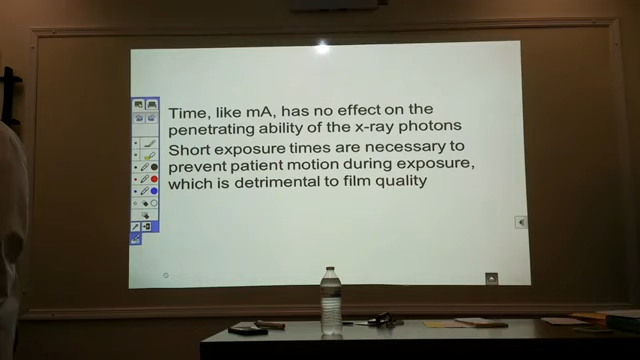 Time, like mA, has no effect on the
penetrating ability of the x-ray photons
Short exposure times are necessary to
prevent patient motion during exposure,
which is detrimental to film quality